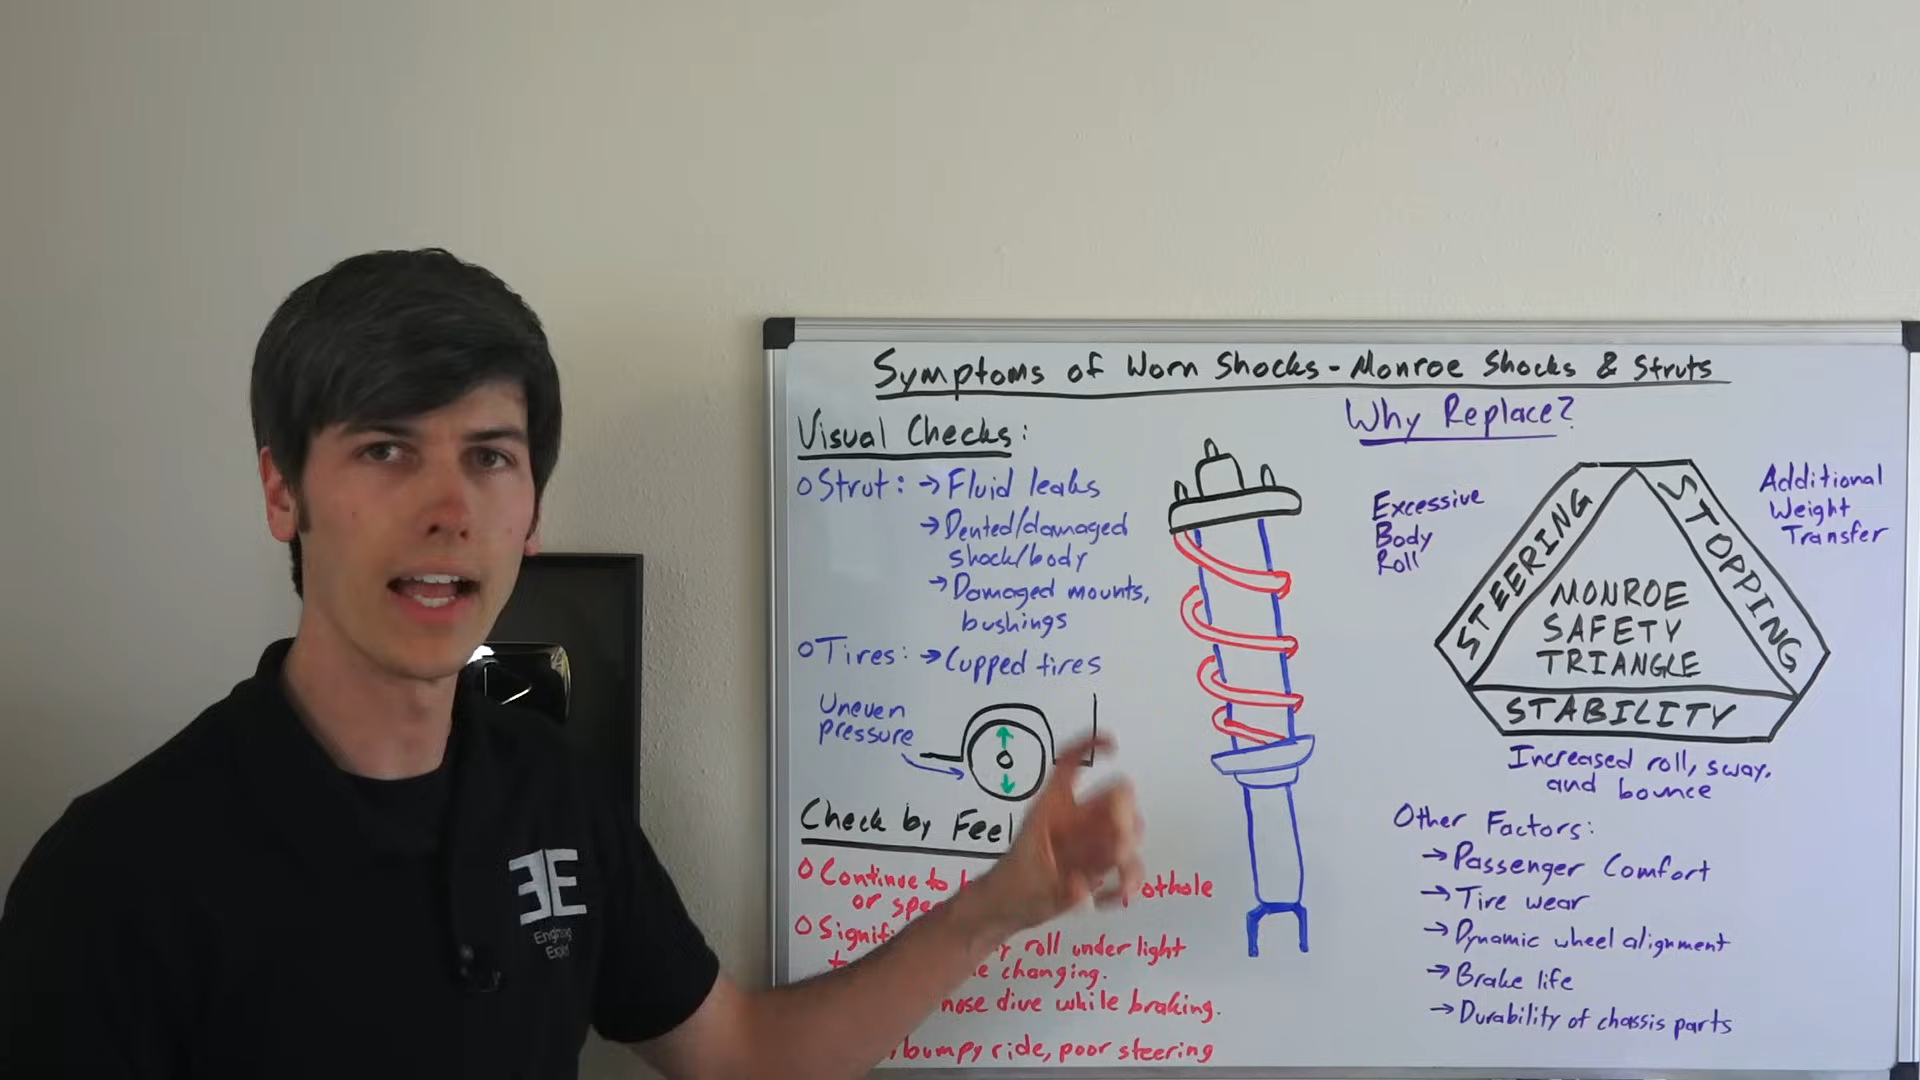 Symptoms of Worn Shocks - Monroe Shocks & Struts
Visual Checks:
Strut: → Fluid leaks
→ Dented/damaged
shock/body
→ Damaged mounts,
bushings
Tires: → Cupped tires
Uneven
pressure
Check by Feel
Continue to
pothole
or
roll under light
changing.
nose dive while braking.
bumpy ride, poor steering
Why Replace?
Excessive
Body
Roll
STEERING
STOPPING
Additional
Weight
Transfer
MONROE
SAFETY
TRIANGLE
STABILITY
Increased roll, sway,
and bounce
Other Factors:
→ Passenger Comfort
→ Tire wear
→ Dynamic wheel alignment
→ Brake life
→ Durability of chassis parts
EE